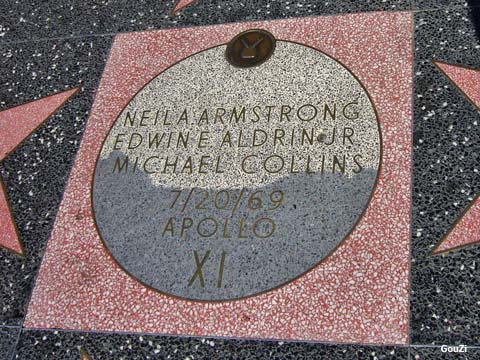 NEIL A ARMSTRONG
EDWIN E ALDRIN JR
MICHAEL COLLINS
7/20/69
APOLLO
XI
GouZi